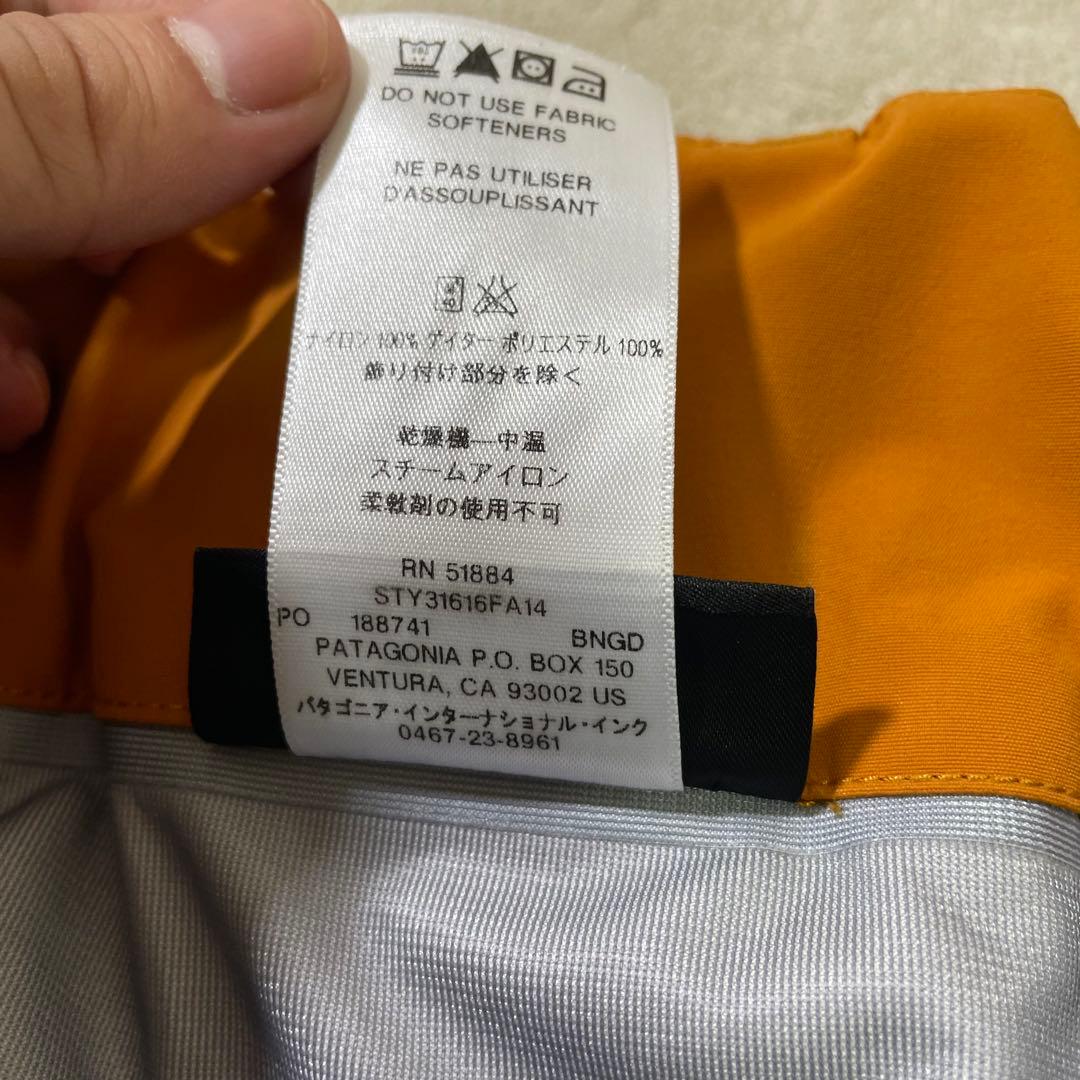 DO NOT USE FABRIC
SOFTENERS
NE PAS UTILISER
D'ASSOUPLISSANT
ナイロン 100% ゲイター ポリエステル 100%
飾り付け部分を除く
乾燥機—中温
スチームアイロン
柔軟剤の使用不可
RN 51884
STY31616FA14
PO 188741 BNGD
PATAGONIA P.O. BOX 150
VENTURA, CA 93002 US
パタゴニア・インターナショナル・インク
0467-23-8961